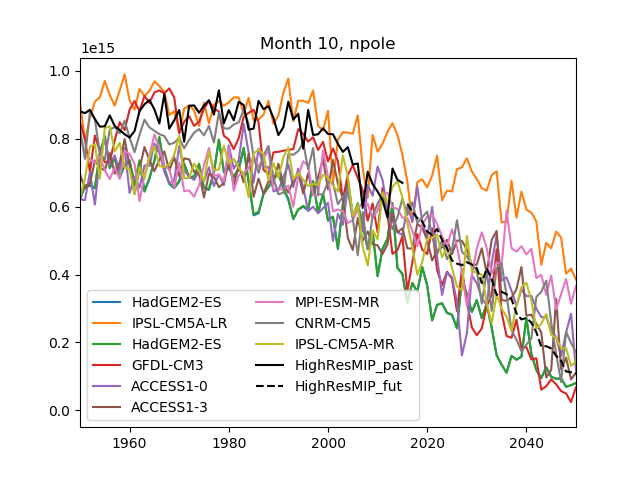 Month 10, npole
1e15
1.0
0.8
0.6
0.4
0.2
0.0
HadGEM2-ES
IPSL-CM5A-LR
HadGEM2-ES
GFDL-CM3
ACCESS1-0
ACCESS1-3
MPI-ESM-MR
CNRM-CM5
IPSL-CM5A-MR
HighResMIP_past
HighResMIP_fut
1960 1980 2000 2020 2040